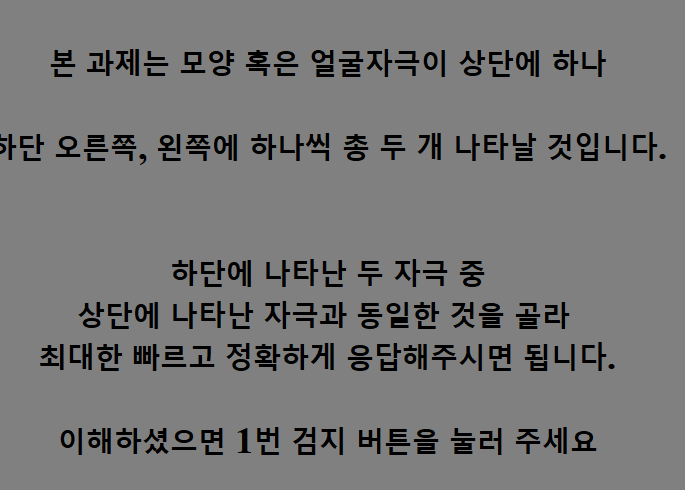 본 과제는 모양 혹은 얼굴자극이 상단에 하나
하단 오른쪽, 왼쪽에 하나씩 총 두 개 나타날 것입니다.
하단에 나타난 두 자극 중
상단에 나타난 자극과 동일한 것을 골라
최대한 빠르고 정확하게 응답해주시면 됩니다.
이해하셨으면 1번 검지 버튼을 눌러 주세요